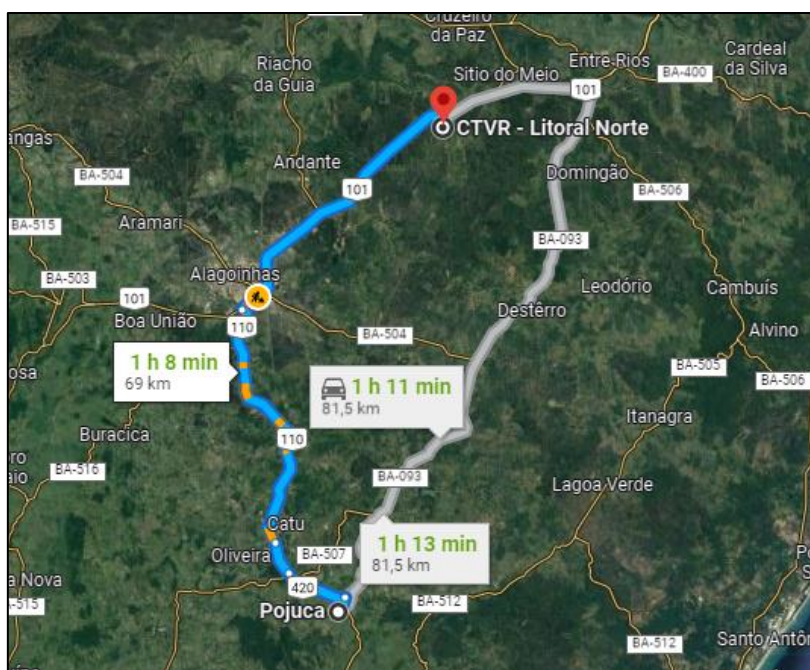 Cruzeiro
da Paz
Riacho
da Guia
Sitio do Meio
Entre-Rios
BA-400
Cardeal
da Silva
101
CTVR - Litoral Norte
angas
BA-504
Andante
101
Domingão
BA-506
BA-515
Aramari
BA-093
BA-503
Alagoinhas
Leodório
Cambuís
101
Boa União
110
Destêrro
BA-504
Alvino
1 h 8 min
69 km
1 h 11 min
81,5 km
BA-505
BA-506
osa
Buracica
110
Itanagra
BA-516
BA-093
Lagoa Verde
Catu
Oliveira
BA-507
1 h 13 min
81,5 km
a Nova
-515
420
Pojuca
BA-512
BA-512
Santo Antôn